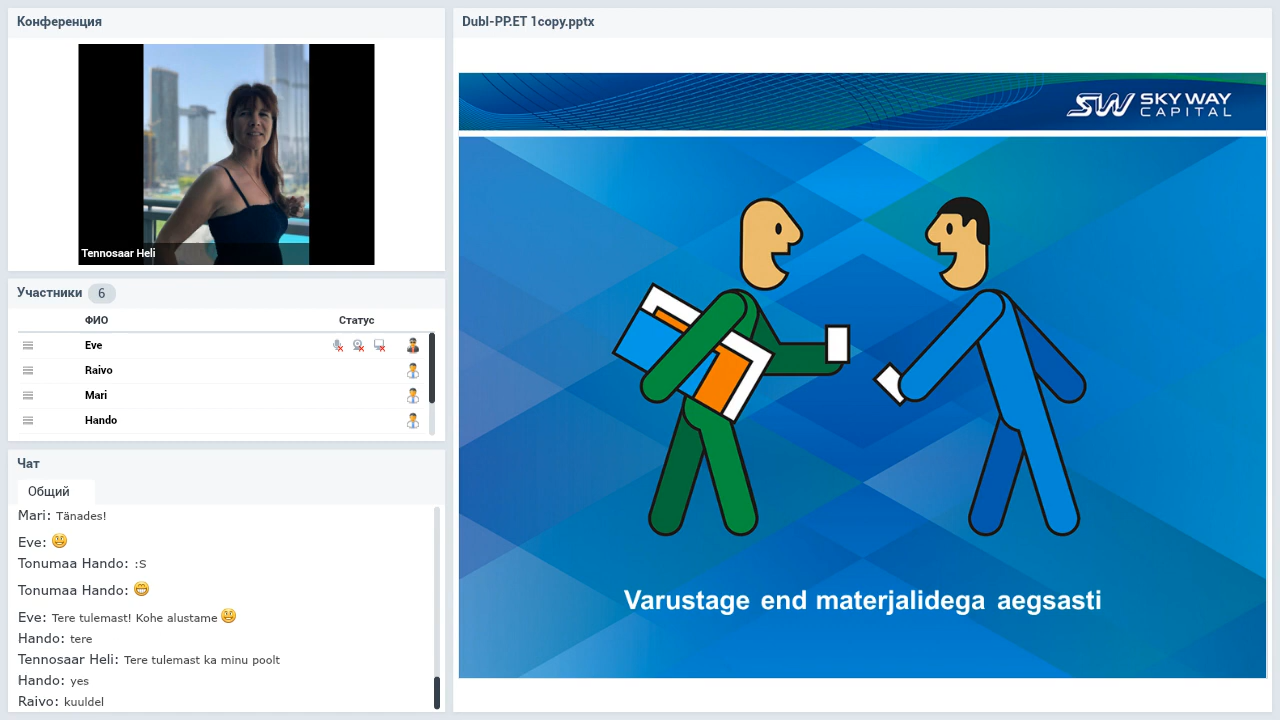 Конференция
Tennosaar Heli
Участники 6
ФИО Статус
Eve
Raivo
Mari
Hando
Чат
Общий
Mari: Tänades!
Eve:
Tonumaa Hando: :S
Tonumaa Hando:
Eve: Tere tulemast! Kohe alustame
Hando: tere
Tennosaar Heli: Tere tulemast ka minu poolt
Hando: yes
Raivo: kuuldel
Dubl-PP.ET 1copy.pptx
SW SKY WAY
CAPITAL
Varustage end materjalidega aegsasti